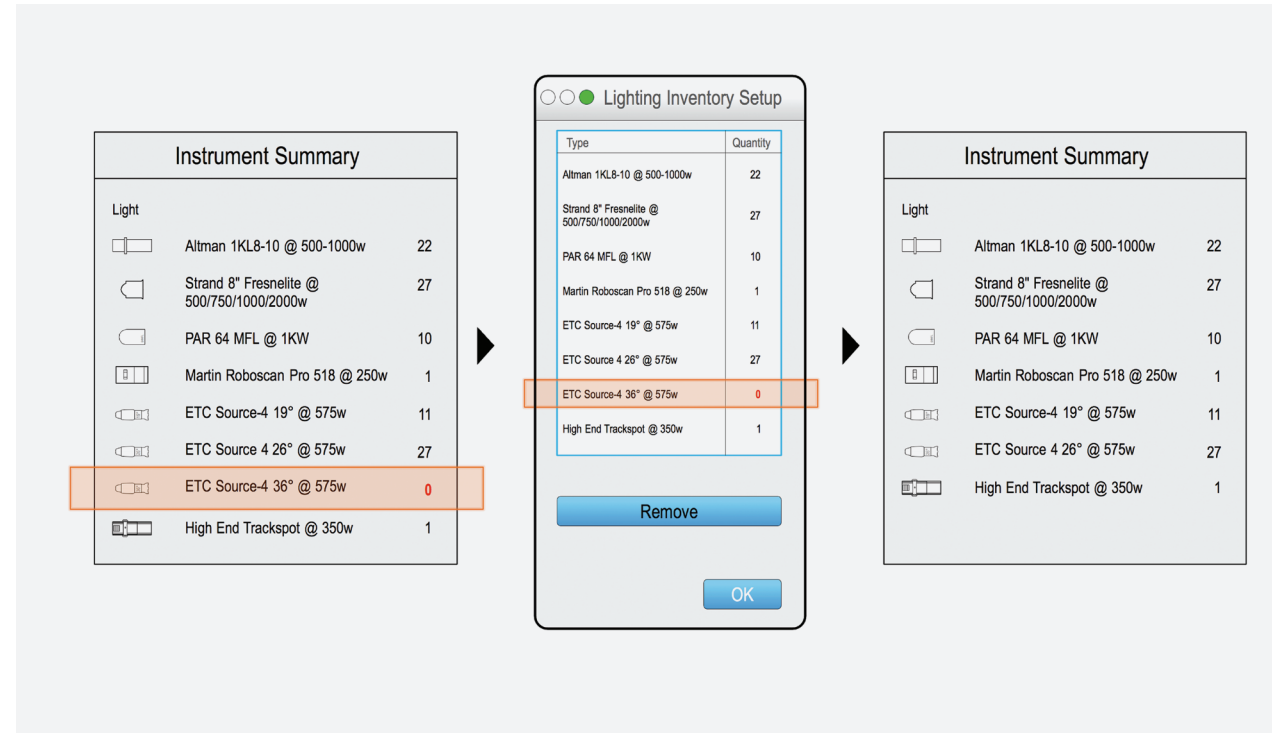 Instrument Summary
Light
Altman 1KL8-10 @ 500-1000w 22
Strand 8" Fresnelite @
500/750/1000/2000w 27
PAR 64 MFL @ 1KW 10
Martin Roboscan Pro 518 @ 250w 1
ETC Source-4 19° @ 575w 11
ETC Source 4 26° @ 575w 27
ETC Source-4 36° @ 575w 0
High End Trackspot @ 350w 1
Lighting Inventory Setup
Type Quantity
Altman 1KL8-10 @ 500-1000w 22
Strand 8" Fresnelite @
500/750/1000/2000w 27
PAR 64 MFL @ 1KW 10
Martin Roboscan Pro 518 @ 250w 1
ETC Source-4 19° @ 575w 11
ETC Source 4 26° @ 575w 27
ETC Source-4 36° @ 575w 0
High End Trackspot @ 350w 1
Remove
OK
Instrument Summary
Light
Altman 1KL8-10 @ 500-1000w 22
Strand 8" Fresnelite @
500/750/1000/2000w 27
PAR 64 MFL @ 1KW 10
Martin Roboscan Pro 518 @ 250w 1
ETC Source-4 19° @ 575w 11
ETC Source 4 26° @ 575w 27
High End Trackspot @ 350w 1